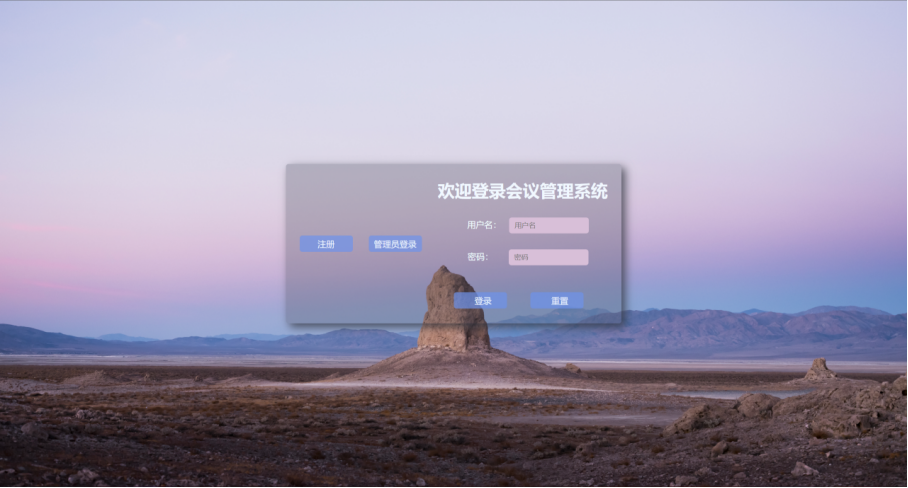 欢迎登录会议管理系统
用户名： 用户名
注册 管理员登录
密码： 密码
登录 重置